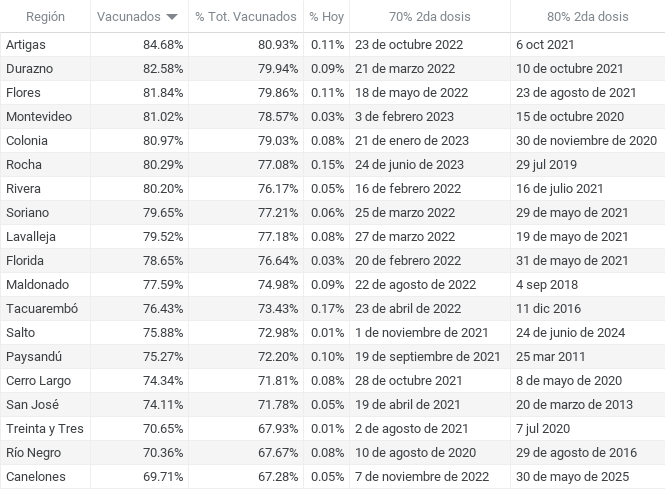 Región Vacunados % Tot. Vacunados % Hoy 70% 2da dosis 80% 2da dosis
Artigas 84.68% 80.93% 0.11% 23 de octubre 2022 6 oct 2021
Durazno 82.58% 79.94% 0.09% 21 de marzo 2022 10 de octubre 2021
Flores 81.84% 79.86% 0.11% 18 de mayo de 2022 23 de agosto de 2021
Montevideo 81.02% 78.57% 0.03% 3 de febrero 2023 15 de octubre 2020
Colonia 80.97% 79.03% 0.08% 21 de enero de 2023 30 de noviembre de 2020
Rocha 80.29% 77.08% 0.15% 24 de junio de 2023 29 jul 2019
Rivera 80.20% 76.17% 0.05% 16 de febrero 2022 16 de julio 2021
Soriano 79.65% 77.21% 0.06% 25 de marzo 2022 29 de mayo de 2021
Lavalleja 79.52% 77.18% 0.08% 27 de marzo 2022 19 de mayo de 2021
Florida 78.65% 76.64% 0.03% 20 de febrero 2022 31 de mayo de 2021
Maldonado 77.59% 74.98% 0.09% 22 de agosto de 2022 4 sep 2018
Tacuarembó 76.43% 73.43% 0.17% 23 de abril de 2022 11 dic 2016
Salto 75.88% 72.98% 0.01% 1 de noviembre de 2021 24 de junio de 2024
Paysandú 75.27% 72.20% 0.10% 19 de septiembre de 2021 25 mar 2011
Cerro Largo 74.34% 71.81% 0.08% 28 de octubre 2021 8 de mayo de 2020
San José 74.11% 71.78% 0.05% 19 de abril de 2021 20 de marzo de 2013
Treinta y Tres 70.65% 67.93% 0.01% 2 de agosto de 2021 7 jul 2020
Río Negro 70.36% 67.67% 0.08% 10 de agosto de 2020 29 de agosto de 2016
Canelones 69.71% 67.28% 0.05% 7 de noviembre de 2022 30 de mayo de 2025